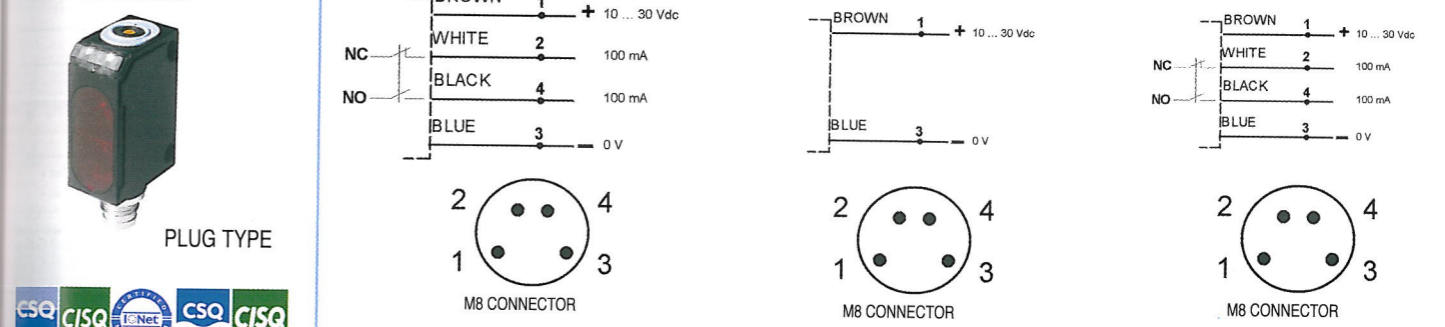 PLUG TYPE
CSQ CISQ CERTIFIED IQNet CSQ CISQ
BROWN 1 + 10 ... 30 Vdc
NC WHITE 2 100 mA
NO BLACK 4 100 mA
BLUE 3 − 0 V
2 4
1 3
M8 CONNECTOR
BROWN 1 + 10 ... 30 Vdc
BLUE 3 − 0 V
2 4
1 3
M8 CONNECTOR
BROWN 1 + 10 ... 30 Vdc
NC WHITE 2 100 mA
NO BLACK 4 100 mA
BLUE 3 − 0 V
2 4
1 3
M8 CONNECTOR